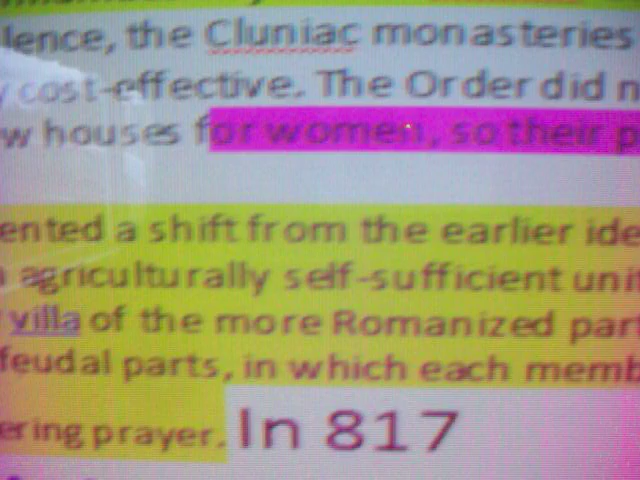 lence, the Cluniac monasteries
cost-effective. The Order did n
w houses for women, so their p
ented a shift from the earlier ide
agriculturally self-sufficient uni
villa of the more Romanized par
feudal parts, in which each memb
ering prayer. In 817